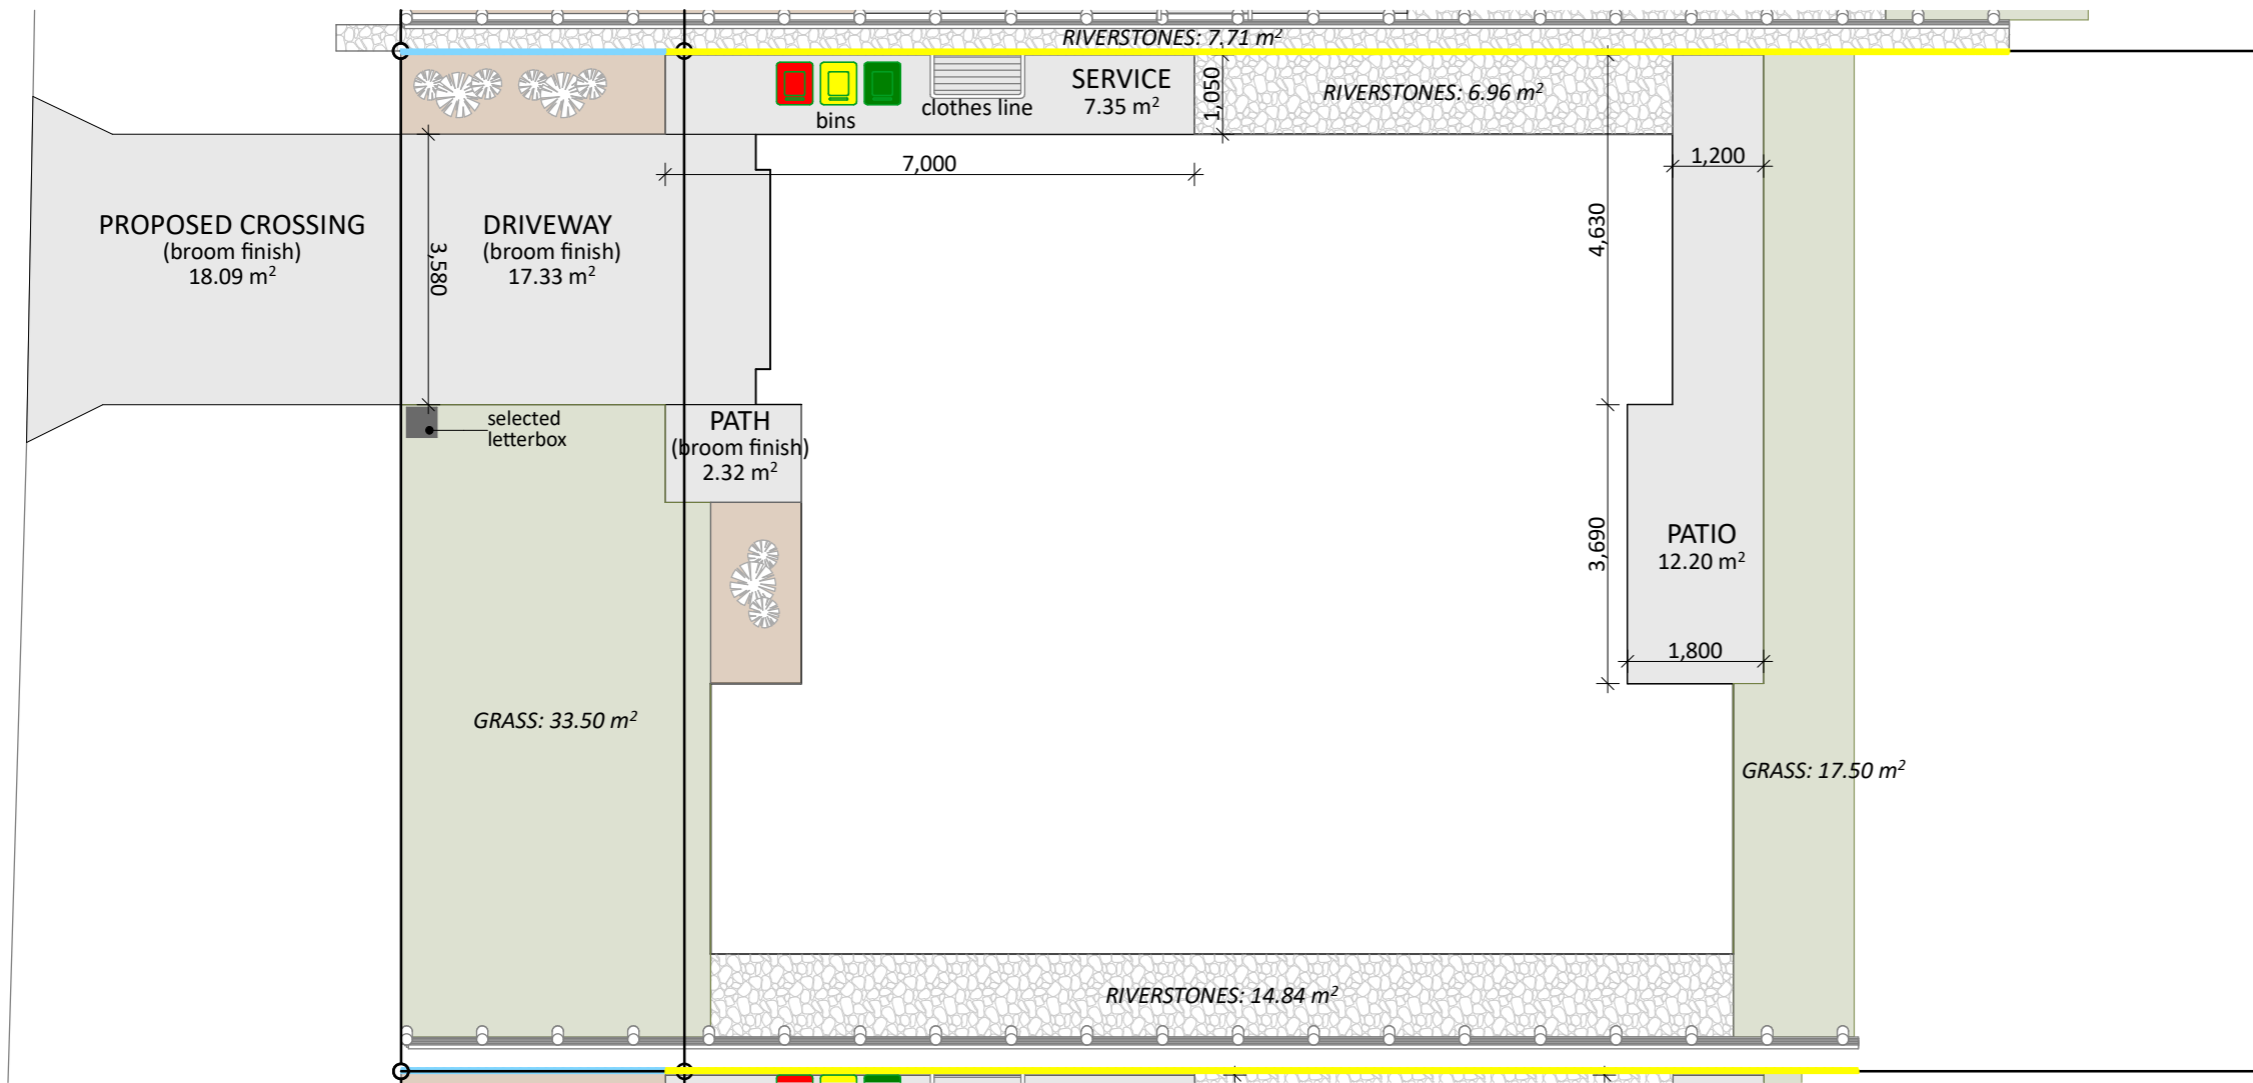 RIVERSTONES: 7.71 m²
SERVICE
7.35 m²
1,050
RIVERSTONES: 6.96 m²
bins
clothes line
7,000
1,200
PROPOSED CROSSING
(broom finish)
18.09 m²
3,580
DRIVEWAY
(broom finish)
17.33 m²
4,630
selected
letterbox
PATH
(broom finish)
2.32 m²
3,690
PATIO
12.20 m²
1,800
GRASS: 33.50 m²
GRASS: 17.50 m²
RIVERSTONES: 14.84 m²